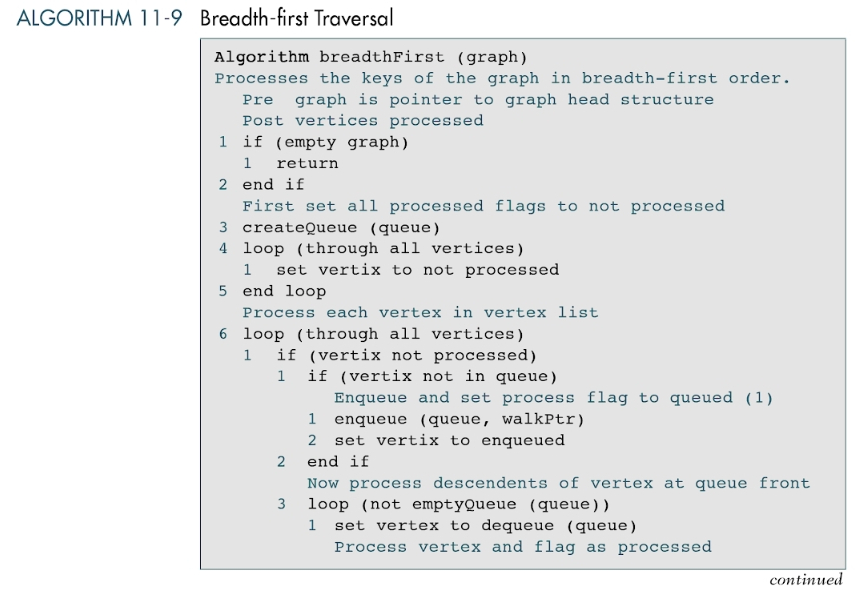 ALGORITHM 11-9 Breadth-first Traversal
Algorithm breadthFirst (graph)
Processes the keys of the graph in breadth-first order.
Pre graph is pointer to graph head structure
Post vertices processed
1 if (empty graph)
1 return
2 end if
First set all processed flags to not processed
3 createQueue (queue)
4 loop (through all vertices)
1 set vertix to not processed
5 end loop
Process each vertex in vertex list
6 loop (through all vertices)
1 if (vertix not processed)
1 if (vertix not in queue)
Enqueue and set process flag to queued (1)
1 enqueue (queue, walkPtr)
2 set vertix to enqueued
2 end if
Now process descendents of vertex at queue front
3 loop (not emptyQueue (queue))
1 set vertex to dequeue (queue)
Process vertex and flag as processed
continued